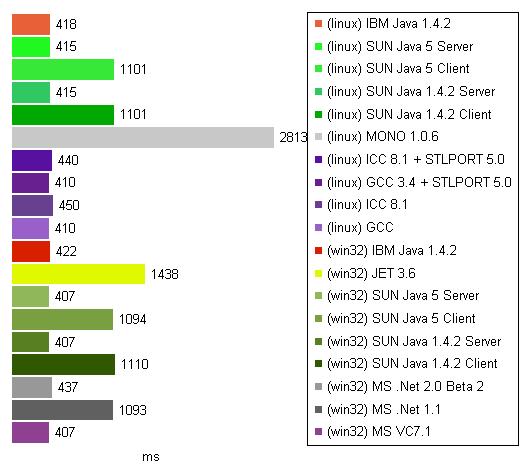 418 (linux) IBM Java 1.4.2
415 (linux) SUN Java 5 Server
1101 (linux) SUN Java 5 Client
415 (linux) SUN Java 1.4.2 Server
1101 (linux) SUN Java 1.4.2 Client
2813 (linux) MONO 1.0.6
440 (linux) ICC 8.1 + STLPORT 5.0
410 (linux) GCC 3.4 + STLPORT 5.0
450 (linux) ICC 8.1
410 (linux) GCC
422 (win32) IBM Java 1.4.2
1438 (win32) JET 3.6
407 (win32) SUN Java 5 Server
1094 (win32) SUN Java 5 Client
407 (win32) SUN Java 1.4.2 Server
1110 (win32) SUN Java 1.4.2 Client
437 (win32) MS .Net 2.0 Beta 2
1093 (win32) MS .Net 1.1
407 (win32) MS VC7.1
ms